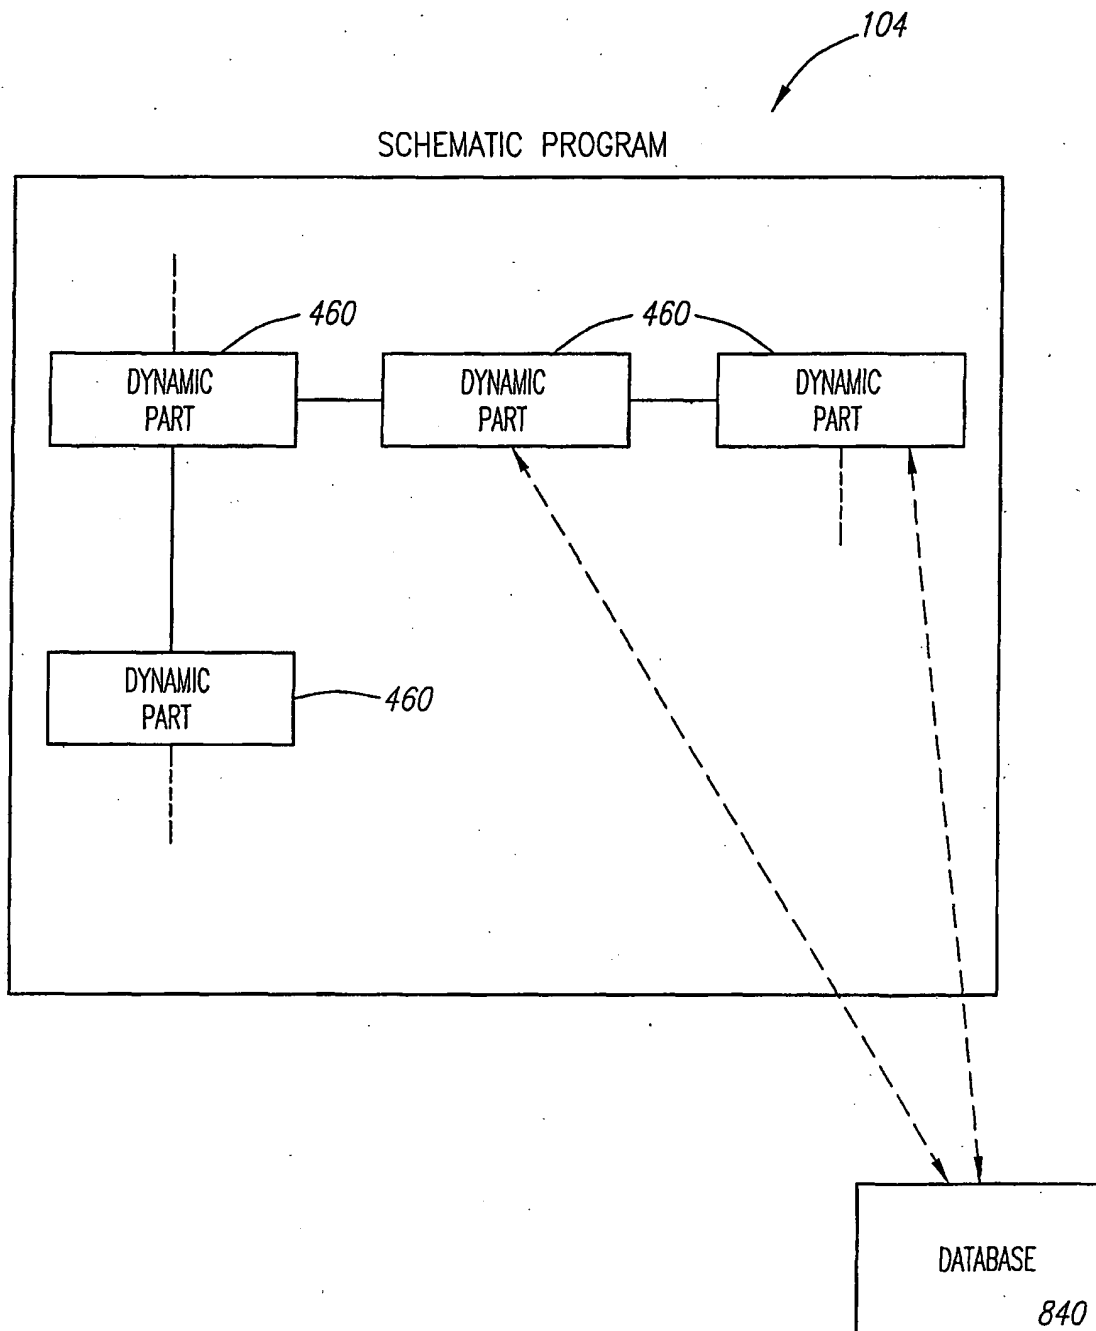 104
SCHEMATIC PROGRAM
460
460
DYNAMIC
PART
DYNAMIC
PART
DYNAMIC
PART
DYNAMIC
PART
460
DATABASE
840